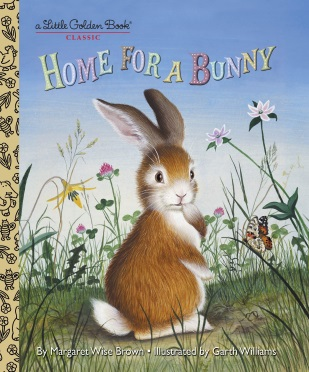 a Little Golden Book®
CLASSIC
HOME FOR A BUNNY
By Margaret Wise Brown • Illustrated by Garth Williams